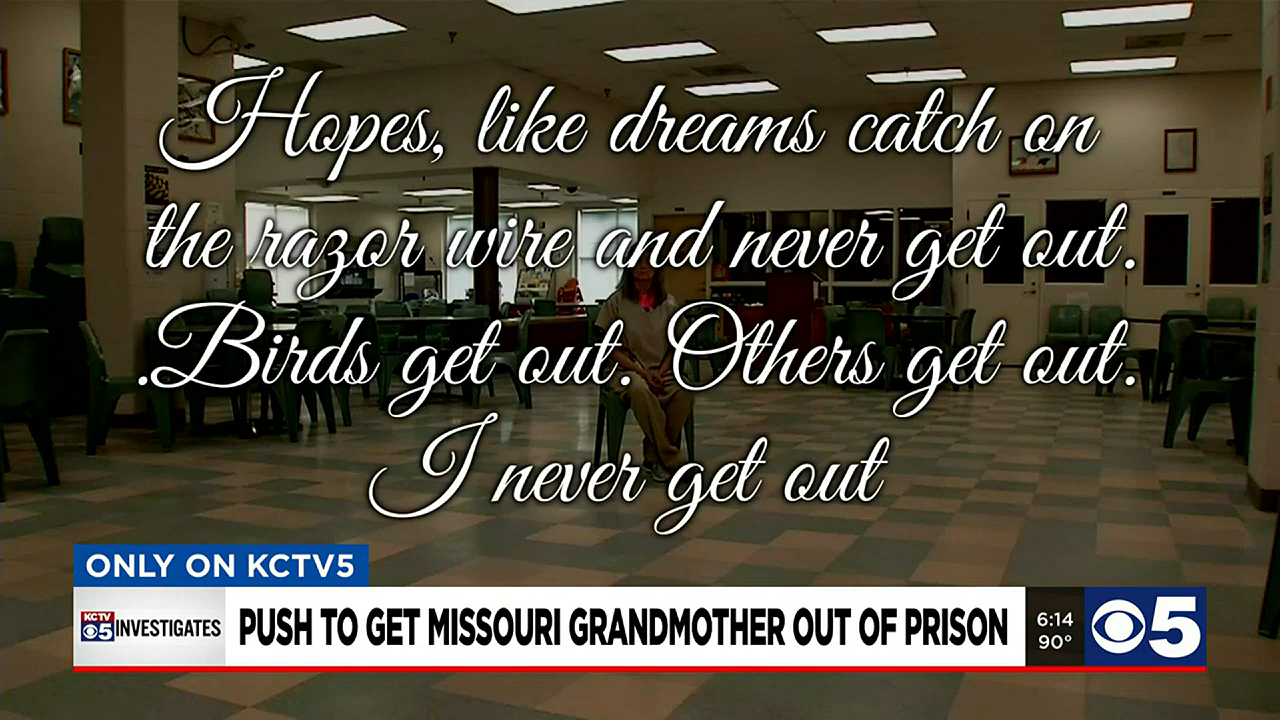 Hopes, like dreams catch on
the razor wire and never get out.
.Birds get out. Others get out.
I never get out
ONLY ON KCTV5
KCTV
5 INVESTIGATES
PUSH TO GET MISSOURI GRANDMOTHER OUT OF PRISON
6:14
90°
5